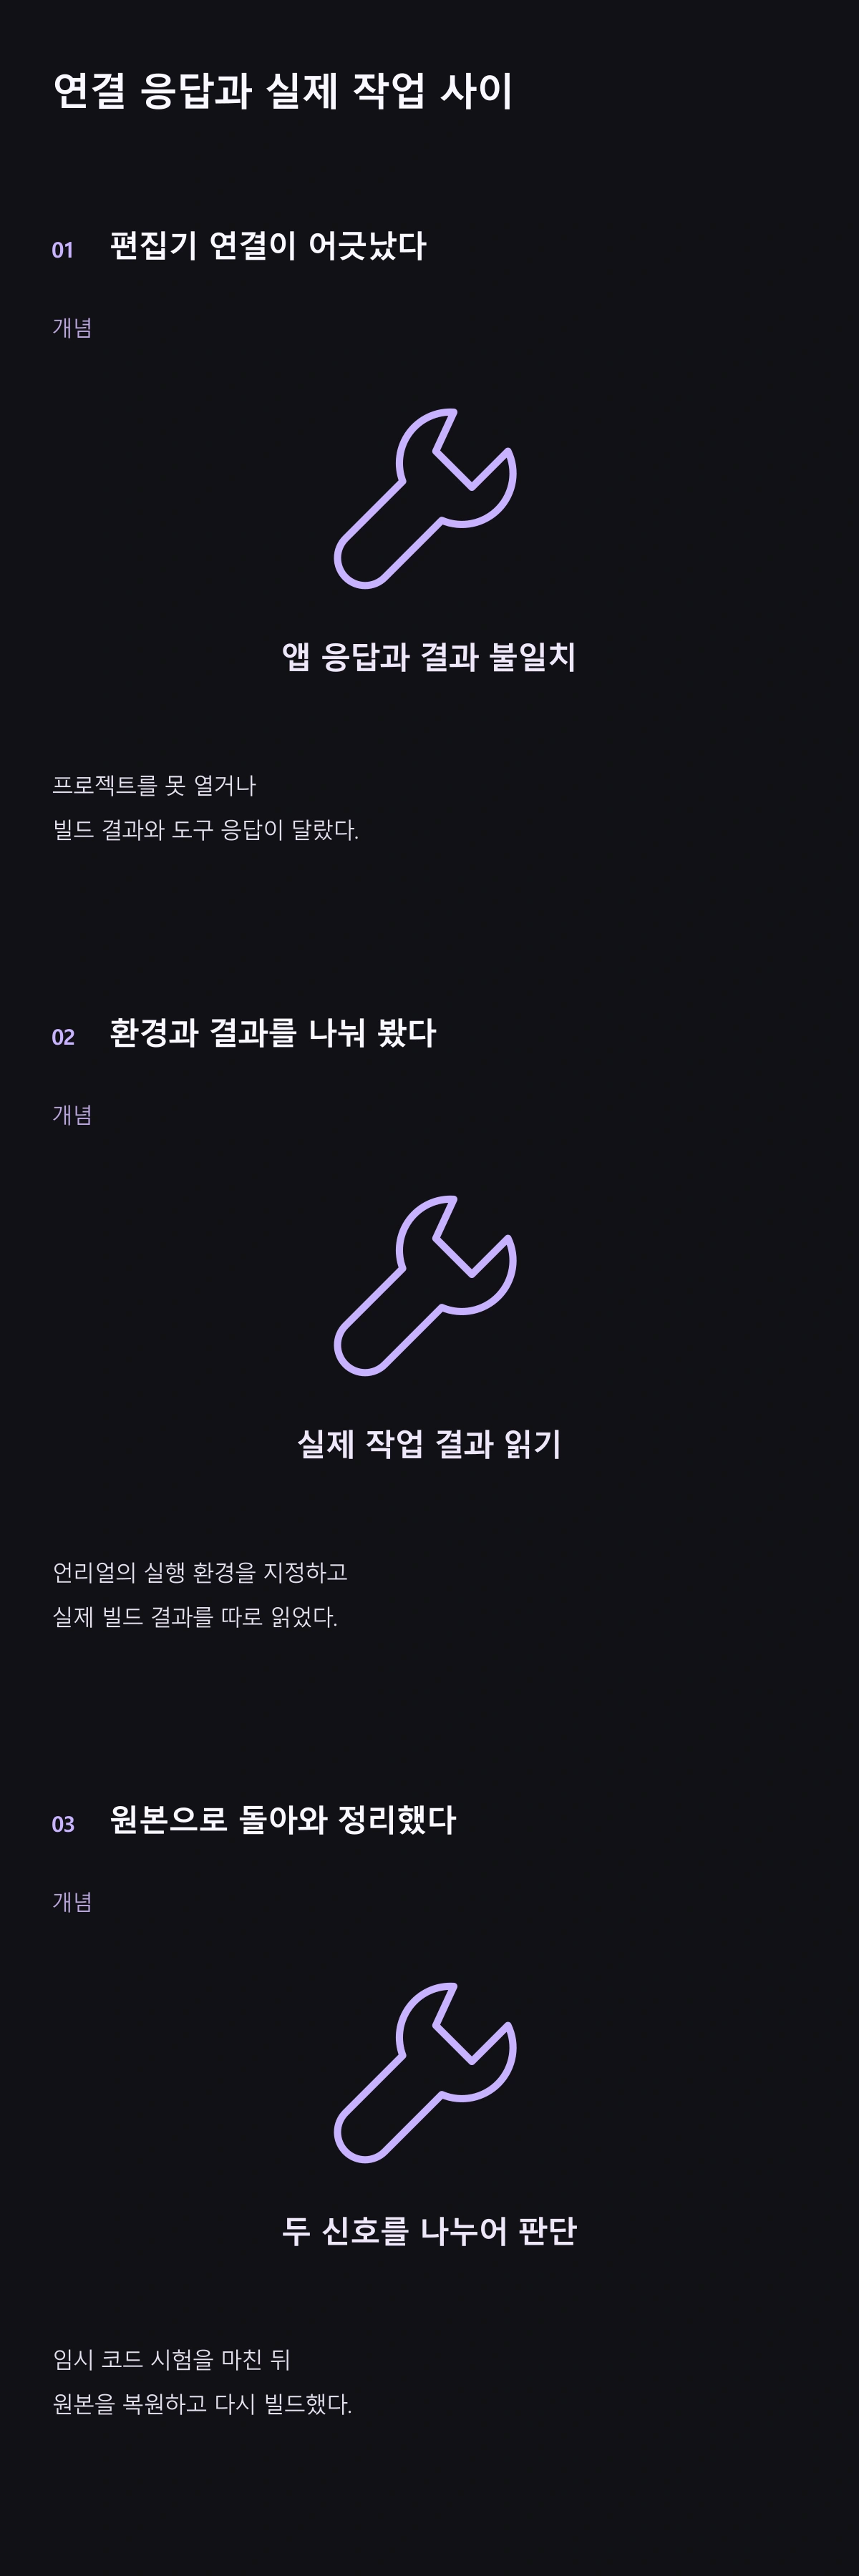 연결 응답과 실제 작업 사이
01 편집기 연결이 어긋났다
개념
앱 응답과 결과 불일치
프로젝트를 못 열거나
빌드 결과와 도구 응답이 달랐다.
02 환경과 결과를 나눠 봤다
개념
실제 작업 결과 읽기
언리얼의 실행 환경을 지정하고
실제 빌드 결과를 따로 읽었다.
03 원본으로 돌아와 정리했다
개념
두 신호를 나누어 판단
임시 코드 시험을 마친 뒤
원본을 복원하고 다시 빌드했다.